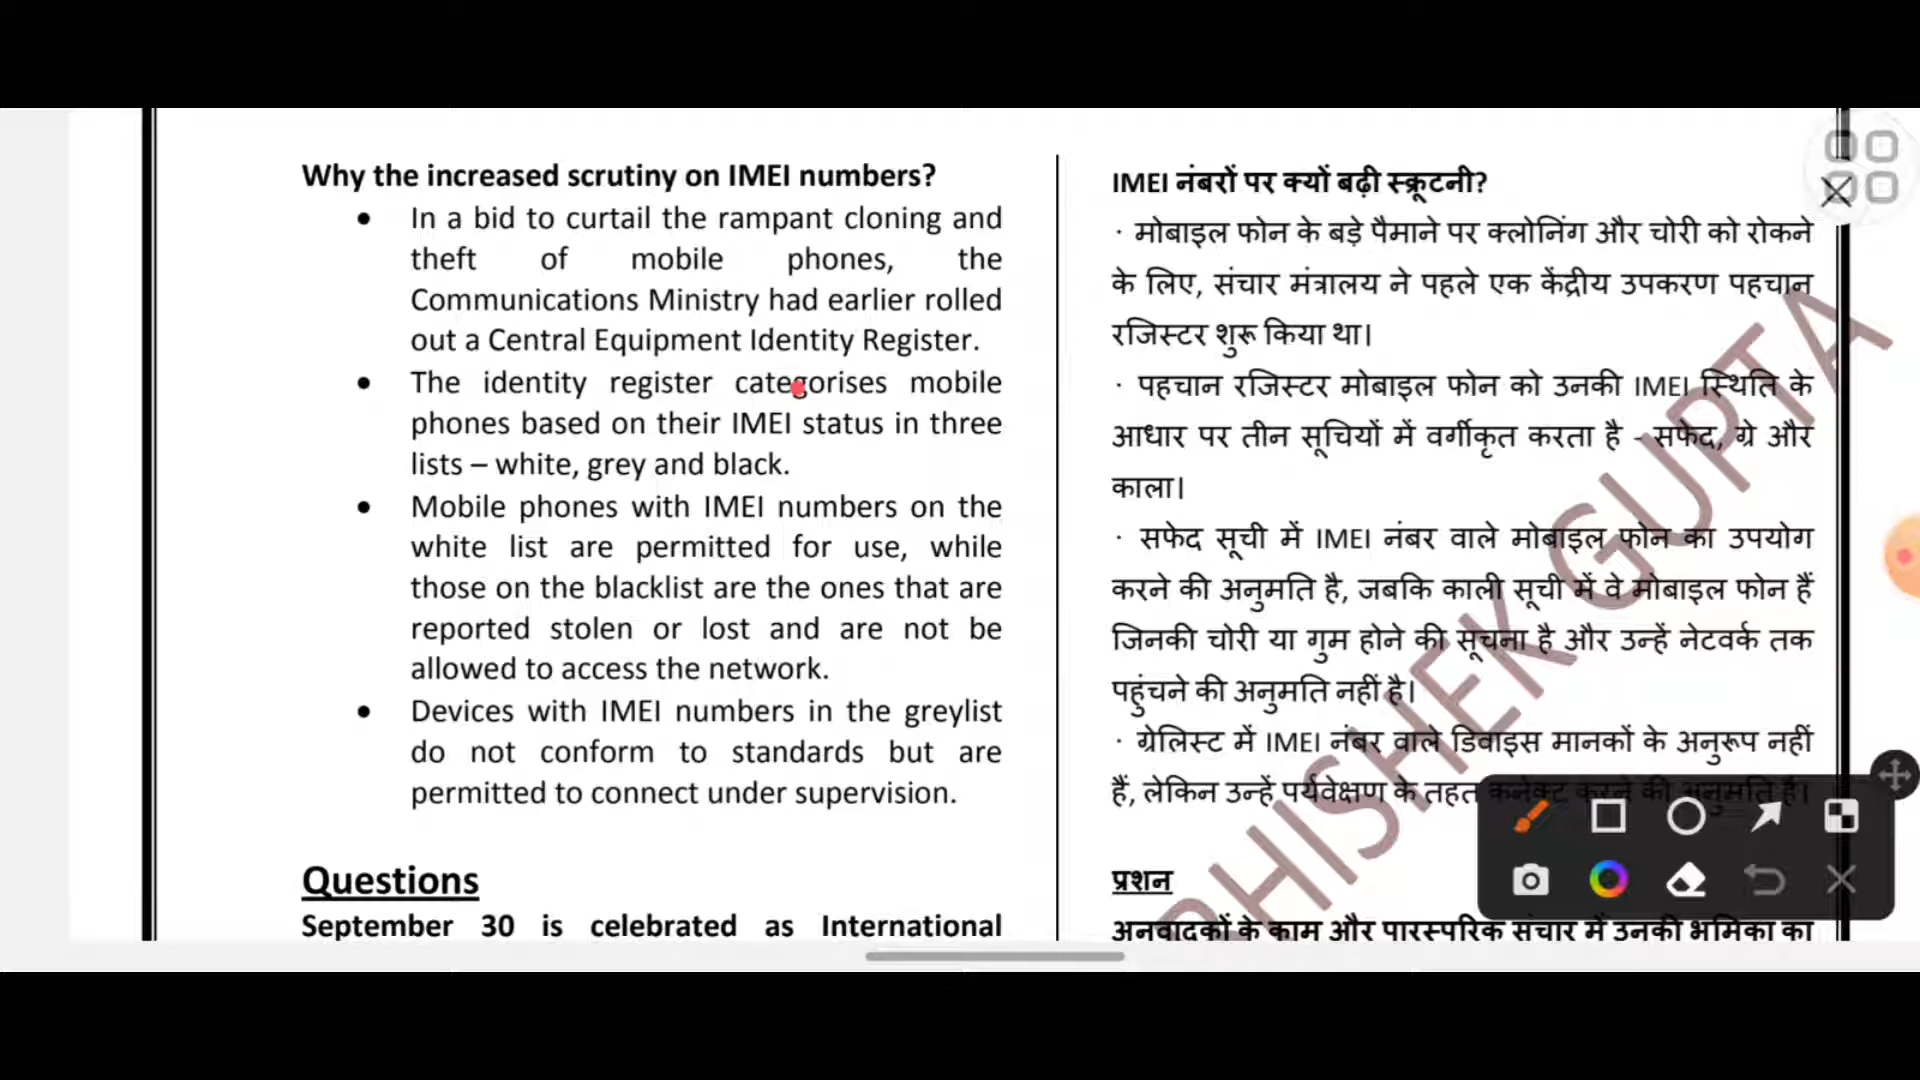 Why the increased scrutiny on IMEI numbers?
• In a bid to curtail the rampant cloning and
theft of mobile phones, the
Communications Ministry had earlier rolled
out a Central Equipment Identity Register.
• The identity register categorises mobile
phones based on their IMEI status in three
lists – white, grey and black.
• Mobile phones with IMEI numbers on the
white list are permitted for use, while
those on the blacklist are the ones that are
reported stolen or lost and are not be
allowed to access the network.
• Devices with IMEI numbers in the greylist
do not conform to standards but are
permitted to connect under supervision.
Questions
September 30 is celebrated as International
IMEI नंबरों पर क्यों बढ़ी स्क्रूटनी?
· मोबाइल फोन के बड़े पैमाने पर क्लोनिंग और चोरी को रोकने
के लिए, संचार मंत्रालय ने पहले एक केंद्रीय उपकरण पहचान
रजिस्टर शुरू किया था।
· पहचान रजिस्टर मोबाइल फोन को उनकी IMEI स्थिति के
आधार पर तीन सूचियों में वर्गीकृत करता है - सफेद, ग्रे और
काला।
· सफेद सूची में IMEI नंबर वाले मोबाइल फोन का उपयोग
करने की अनुमति है, जबकि काली सूची में वे मोबाइल फोन हैं
जिनकी चोरी या गुम होने की सूचना है और उन्हें नेटवर्क तक
पहुंचने की अनुमति नहीं है।
· ग्रेलिस्ट में IMEI नंबर वाले डिवाइस मानकों के अनुरूप नहीं
हैं, लेकिन उन्हें पर्यवेक्षण के तहत कनेक्ट करने की अनुमति है।
प्रशन
अनुवादकों के काम और पारस्परिक संचार में उनकी भूमिका का
BHISHEK GUPTA